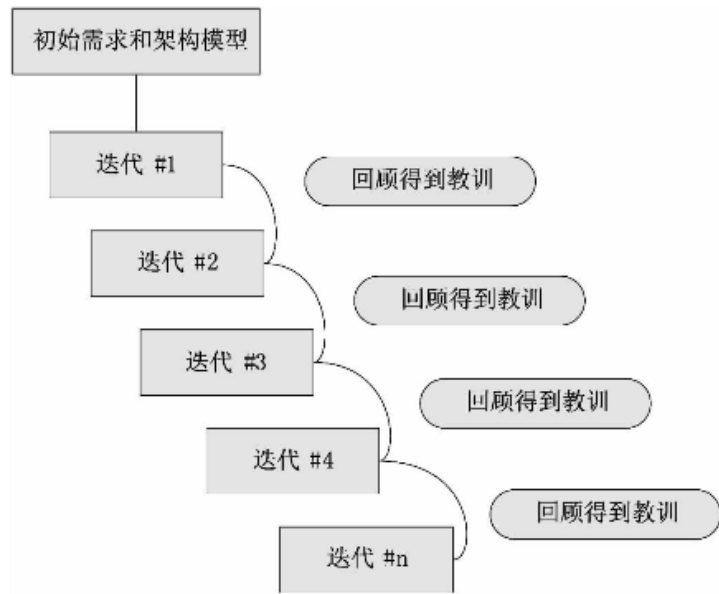 初始需求和架构模型
迭代 #1
回顾得到教训
迭代 #2
回顾得到教训
迭代 #3
回顾得到教训
迭代 #4
回顾得到教训
迭代 #n